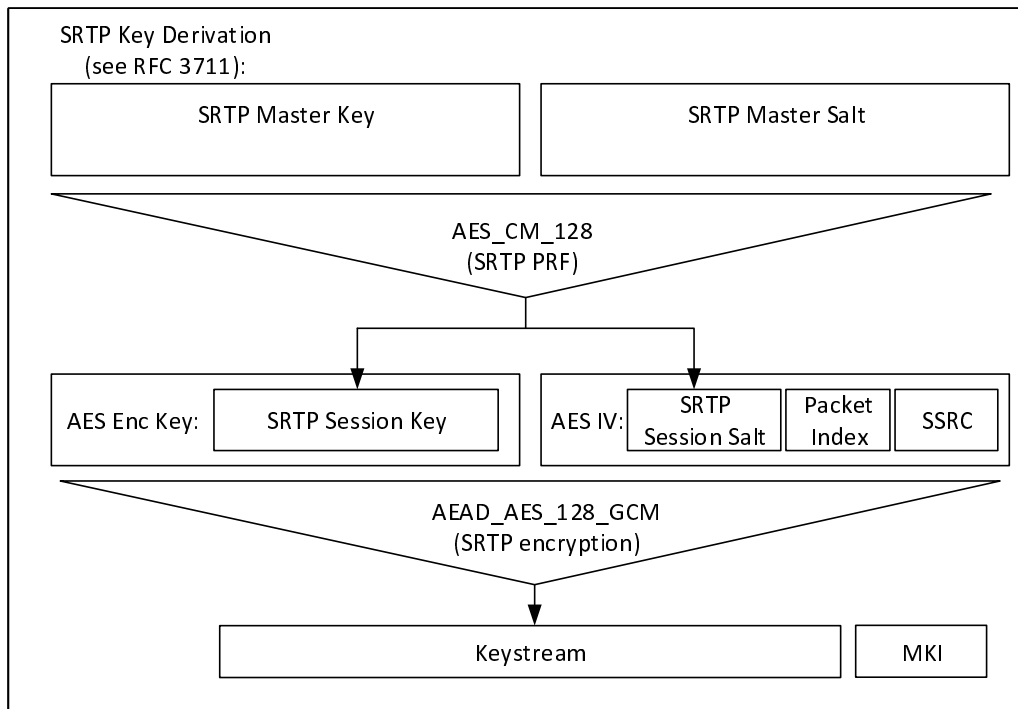 SRTP Key Derivation
(see RFC 3711):
SRTP Master Key
SRTP Master Salt
AES_CM_128
(SRTP PRF)
AES Enc Key:
SRTP Session Key
AES IV:
SRTP
Session Salt
Packet
Index
SSRC
AEAD_AES_128_GCM
(SRTP encryption)
Keystream
MKI